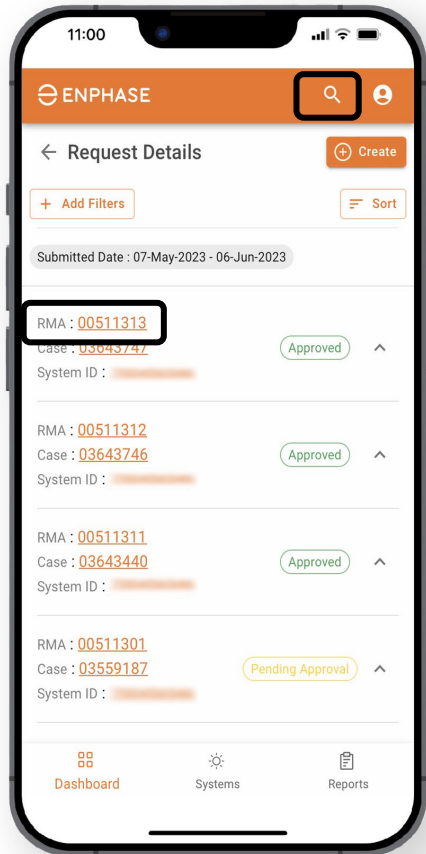 11:00
ENPHASE
Request Details
Create
+ Add Filters
Sort
Submitted Date : 07-May-2023 - 06-Jun-2023
RMA : 00511313
Case : 03643747
Approved
System ID :
RMA : 00511312
Case : 03643746
Approved
System ID :
RMA : 00511311
Case : 03643440
Approved
System ID :
RMA : 00511301
Case : 03559187
Pending Approval
System ID :
Dashboard
Systems
Reports